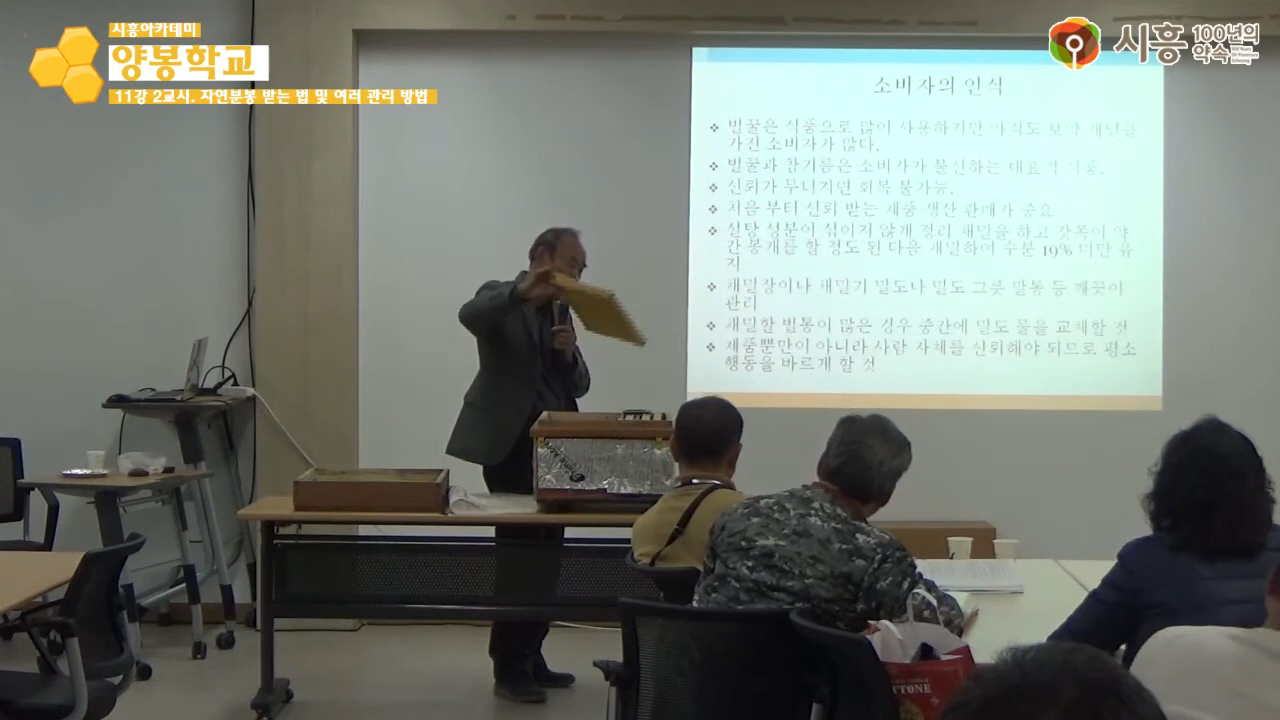 시흥아카데미
양봉학교
11강 2교시. 자연분봉 받는 법 및 여러 관리 방법
시흥 100년의 약속
소비자의 인식
❖ 벌꿀은 식품으로 많이 사용하지만 아직도 보약 개념을
가진 소비자가 많다.
❖ 벌꿀과 참기름은 소비자가 불신하는 대표적 식품.
❖ 신뢰가 무너지면 회복 불가능.
❖ 처음 부터 신뢰 받는 제품 생산 판매가 중요
❖ 설탕 성분이 섞이지 않개 정리 채밀을 하고 갓쪽이 약
간 봉개를 할 정도 된 다음 채밀하여 수분 19% 미만 유
지
❖ 채밀장이나 채밀기 밀도나 밀도 그릇 말통 등 깨끗이
관리
❖ 채밀할 벌통이 많은 경우 중간에 밀도 물을 교체할 것
❖ 제품뿐만이 아니라 사람 자체를 신뢰해야 되므로 평소
행동을 바르게 할 것